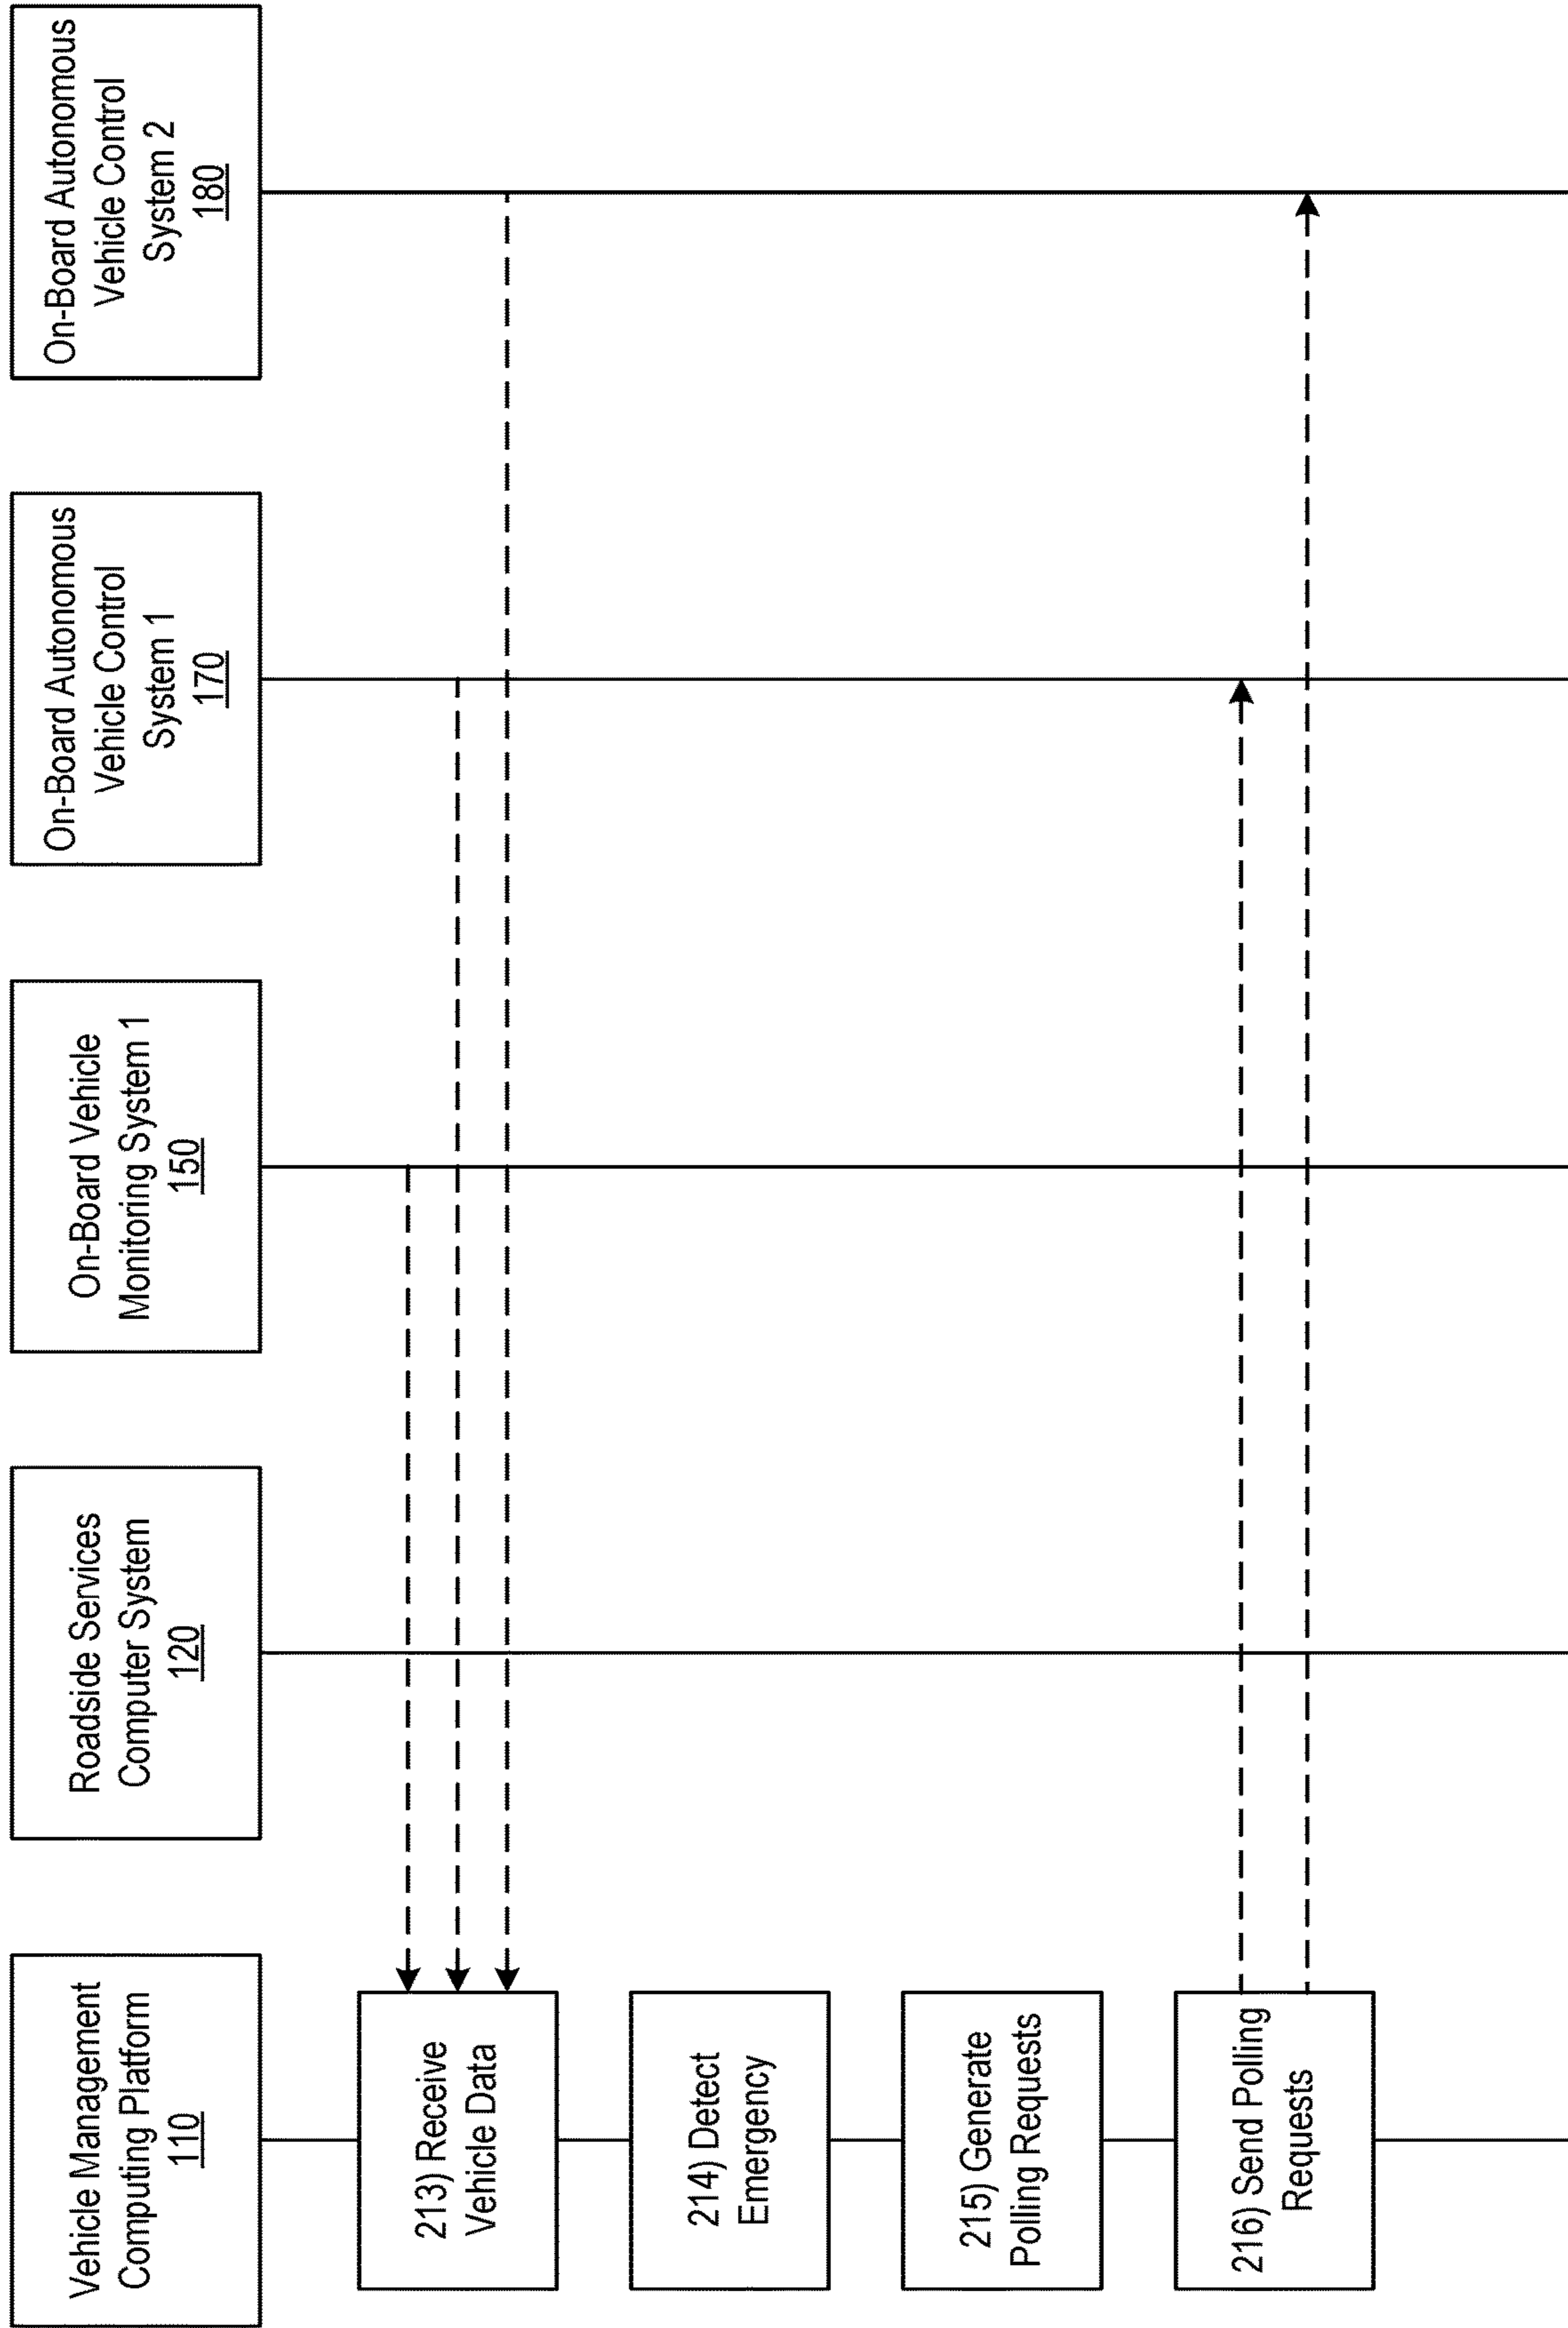 Vehicle Management
Computing Platform
110
Roadside Services
Computer System
120
On-Board Vehicle
Monitoring System 1
150
On-Board Autonomous
Vehicle Control
System 1
170
On-Board Autonomous
Vehicle Control
System 2
180
213) Receive
Vehicle Data
214) Detect
Emergency
215) Generate
Polling Requests
216) Send Polling
Requests